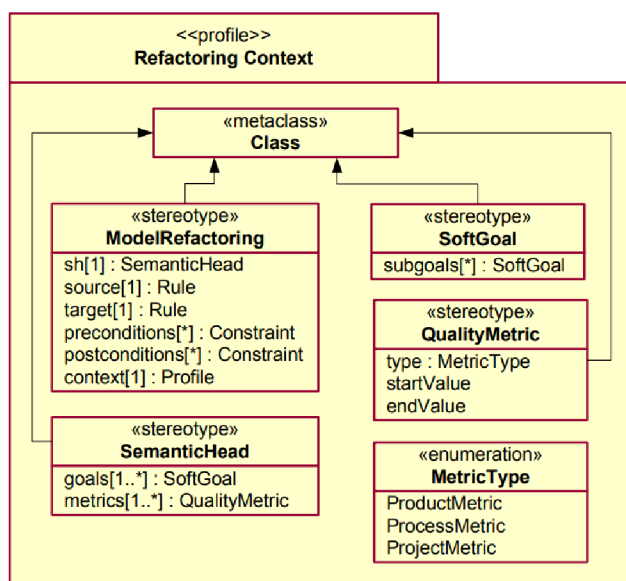 <<profile>>
Refactoring Context
«metaclass»
Class
«stereotype»
ModelRefactoring
sh[1] : SemanticHead
source[1] : Rule
target[1] : Rule
preconditions[*] : Constraint
postconditions[*] : Constraint
context[1] : Profile
«stereotype»
SemanticHead
goals[1..*] : SoftGoal
metrics[1..*] : QualityMetric
«stereotype»
SoftGoal
subgoals[*] : SoftGoal
«stereotype»
QualityMetric
type : MetricType
startValue
endValue
«enumeration»
MetricType
ProductMetric
ProcessMetric
ProjectMetric